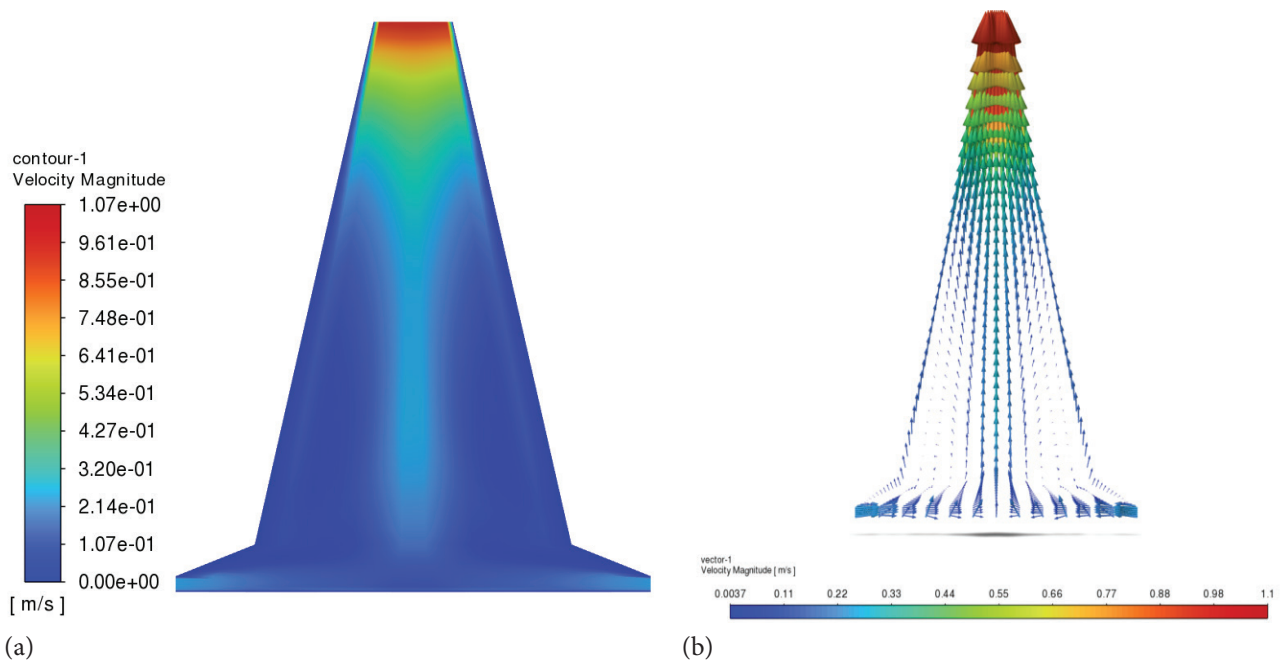 contour-1
Velocity Magnitude
1.07e+00
9.61e-01
8.55e-01
7.48e-01
6.41e-01
5.34e-01
4.27e-01
3.20e-01
2.14e-01
1.07e-01
0.00e+00
[ m/s ]
(a)
vector-1
Velocity Magnitude [ m/s ]
0.0037 0.11 0.22 0.33 0.44 0.55 0.66 0.77 0.88 0.98 1.1
(b)